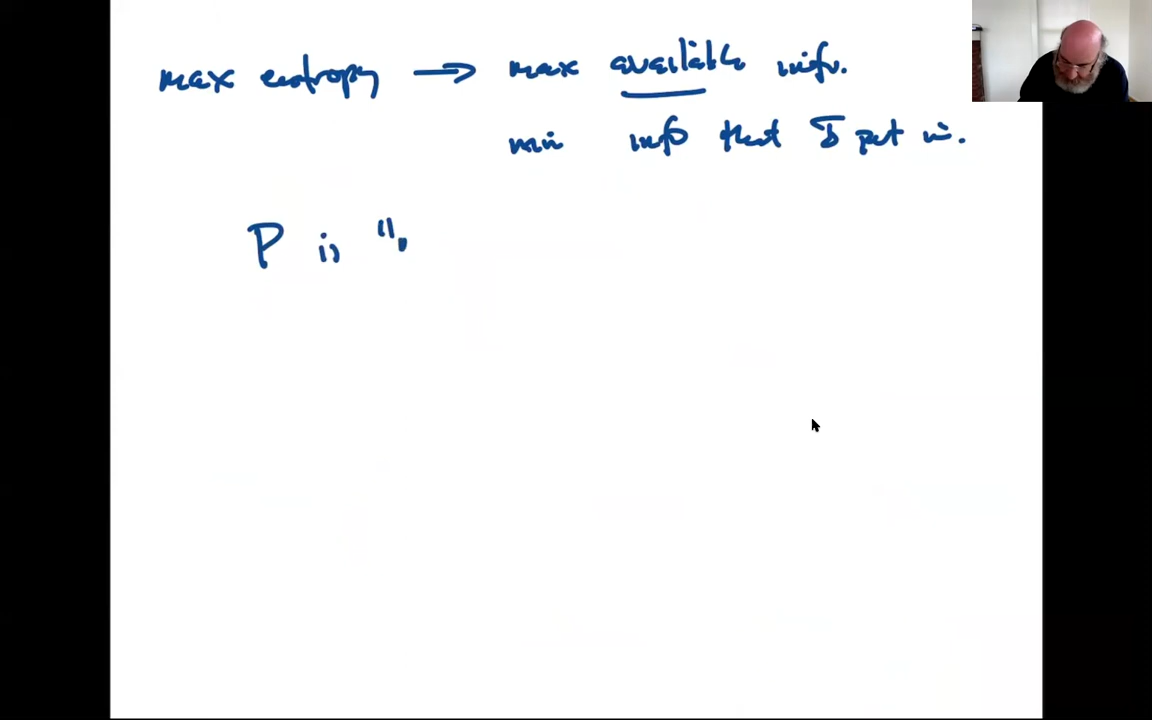 max entropy → max available info.
min info that I put in.
P is "